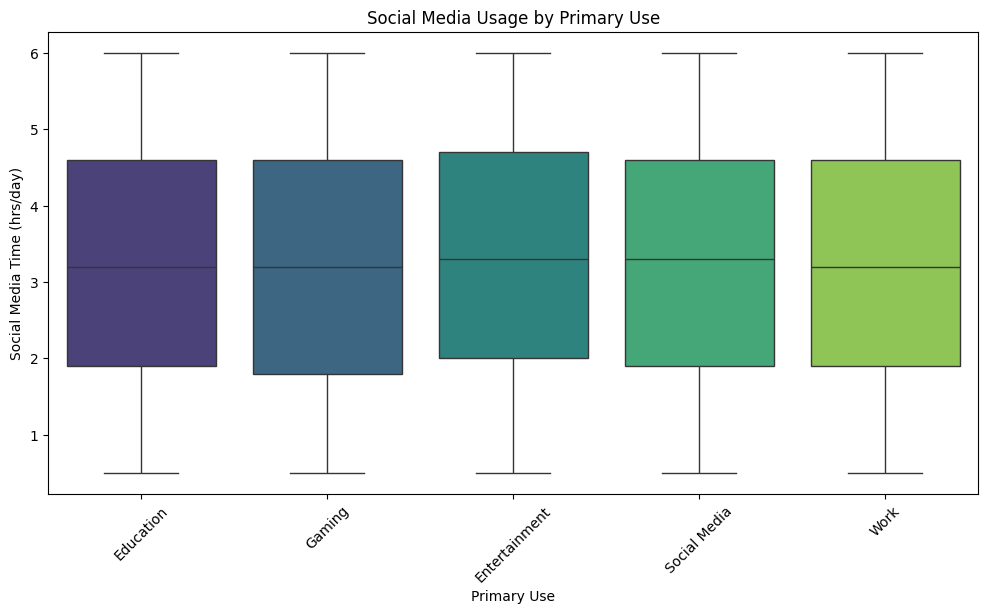 Social Media Usage by Primary Use
Social Media Time (hrs/day)
6
5
4
3
2
1
Education
Gaming
Entertainment
Social Media
Work
Primary Use